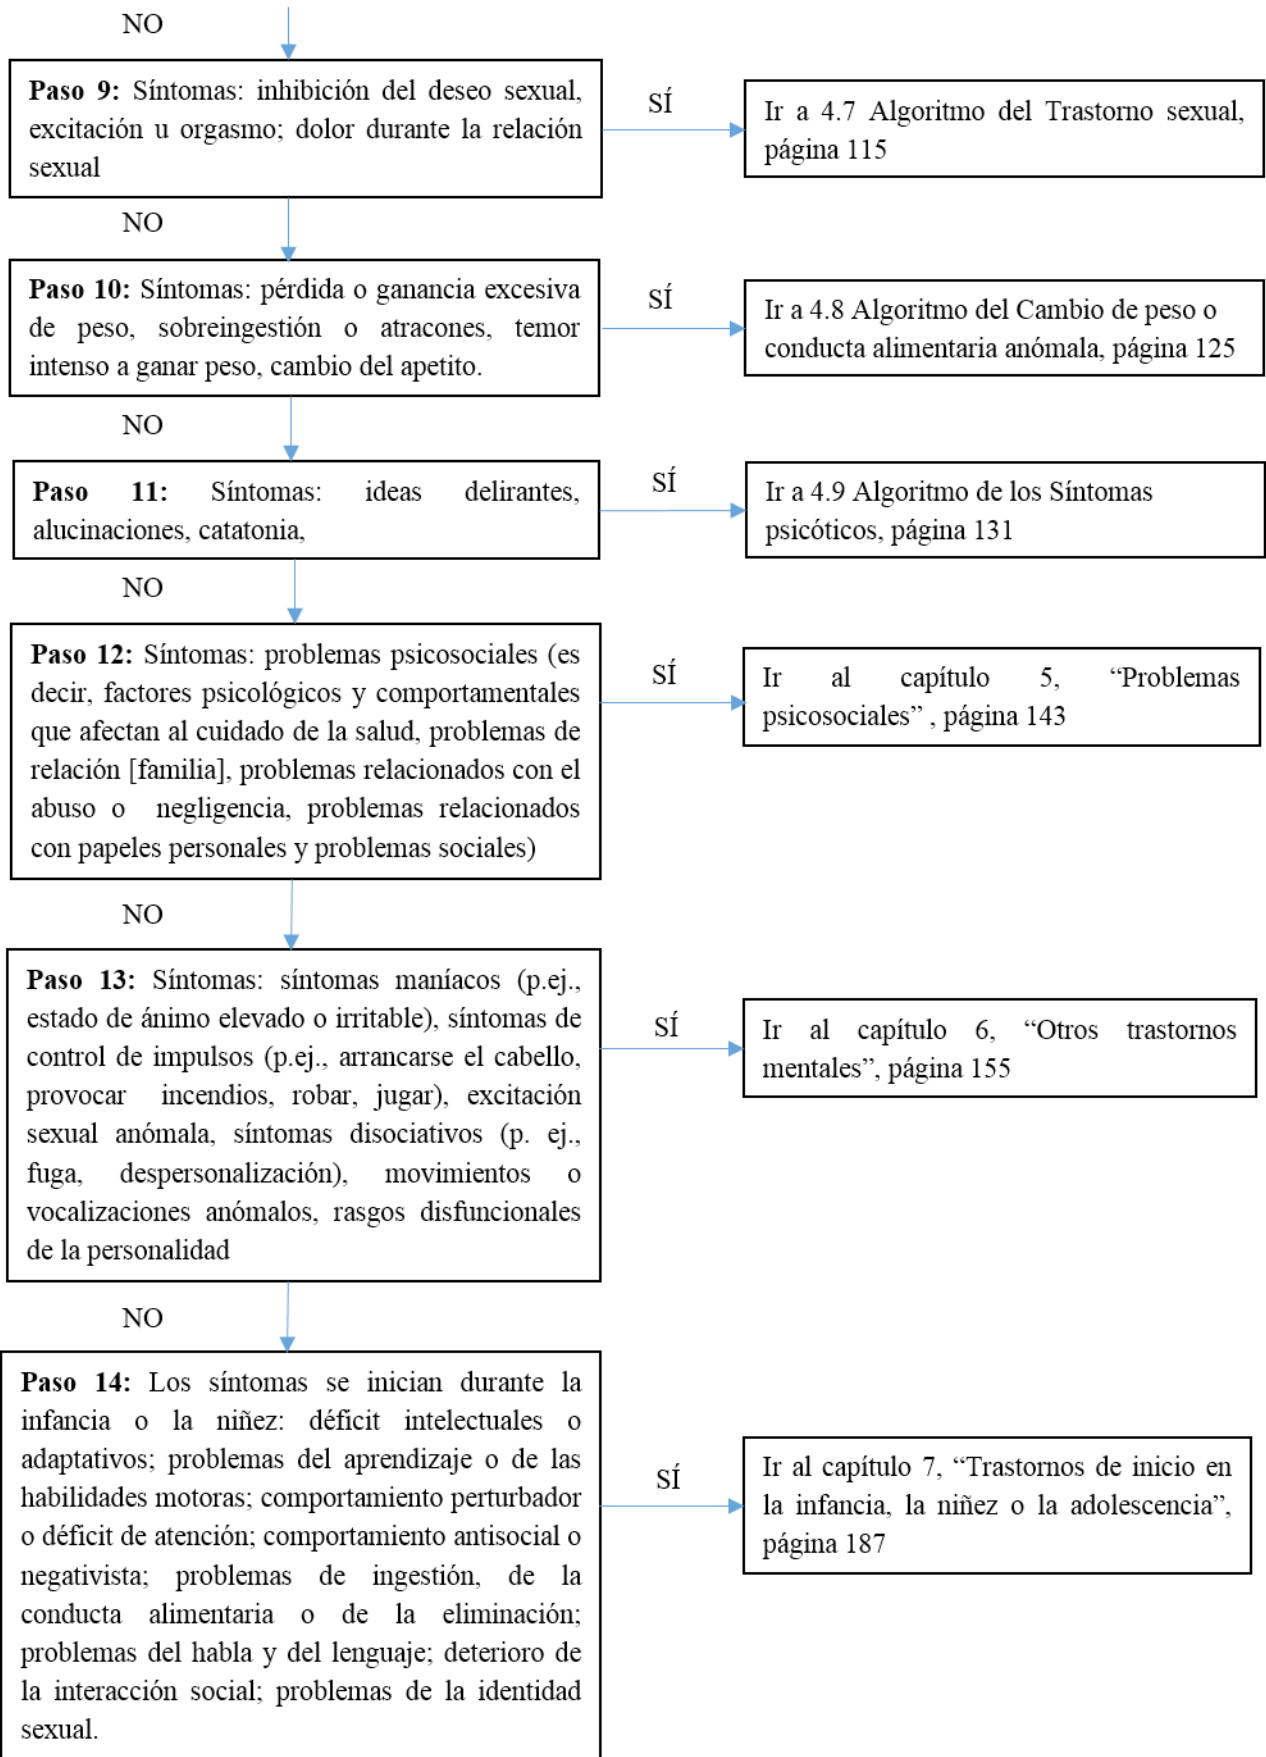 NO
Paso 9: Síntomas: inhibición del deseo sexual,
excitación u orgasmo; dolor durante la relación
sexual
SÍ
Ir a 4.7 Algoritmo del Trastorno sexual,
página 115
NO
Paso 10: Síntomas: pérdida o ganancia excesiva
de peso, sobreingestión o atracones, temor
intenso a ganar peso, cambio del apetito.
SÍ
Ir a 4.8 Algoritmo del Cambio de peso o
conducta alimentaria anómala, página 125
NO
Paso 11: Síntomas: ideas delirantes,
alucinaciones, catatonia,
SÍ
Ir a 4.9 Algoritmo de los Síntomas
psicóticos, página 131
NO
Paso 12: Síntomas: problemas psicosociales (es
decir, factores psicológicos y comportamentales
que afectan al cuidado de la salud, problemas de
relación [familia], problemas relacionados con el
abuso o negligencia, problemas relacionados
con papeles personales y problemas sociales)
SÍ
Ir al capítulo 5, “Problemas
psicosociales” , página 143
NO
Paso 13: Síntomas: síntomas maníacos (p.ej.,
estado de ánimo elevado o irritable), síntomas de
control de impulsos (p.ej., arrancarse el cabello,
provocar incendios, robar, jugar), excitación
sexual anómala, síntomas disociativos (p. ej.,
fuga, despersonalización), movimientos o
vocalizaciones anómalos, rasgos disfuncionales
de la personalidad
SÍ
Ir al capítulo 6, “Otros trastornos
mentales”, página 155
NO
Paso 14: Los síntomas se inician durante la
infancia o la niñez: déficit intelectuales o
adaptativos; problemas del aprendizaje o de las
habilidades motoras; comportamiento perturbador
o déficit de atención; comportamiento antisocial o
negativista; problemas de ingestión, de la
conducta alimentaria o de la eliminación;
problemas del habla y del lenguaje; deterioro de
la interacción social; problemas de la identidad
sexual.
SÍ
Ir al capítulo 7, “Trastornos de inicio en
la infancia, la niñez o la adolescencia”,
página 187